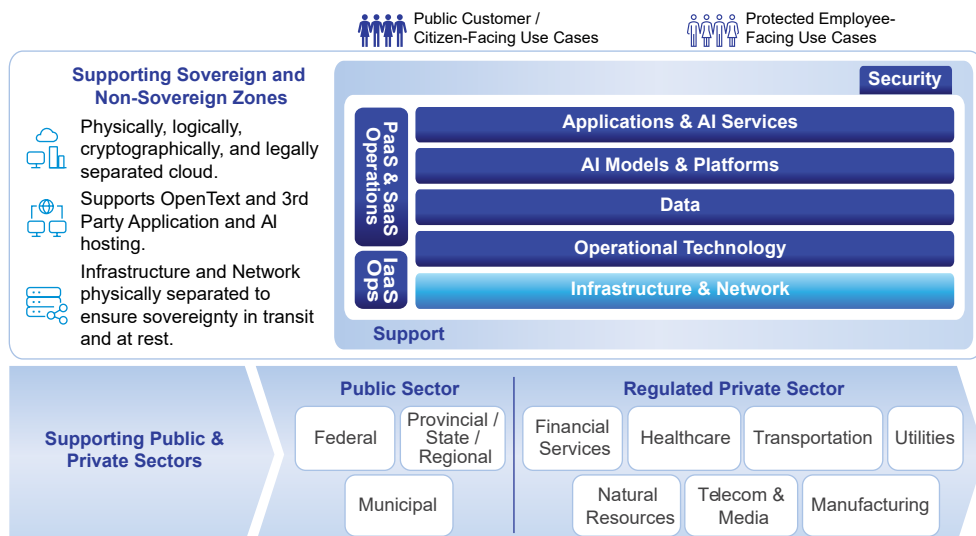 Public Customer /
Citizen-Facing Use Cases
Protected Employee-
Facing Use Cases
Supporting Sovereign and
Non-Sovereign Zones
Physically, logically,
cryptographically, and legally
separated cloud.
Supports OpenText and 3rd
Party Application and AI
hosting.
Infrastructure and Network
physically separated to
ensure sovereignty in transit
and at rest.
Security
PaaS & SaaS
Operations
IaaS
Ops
Applications & AI Services
AI Models & Platforms
Data
Operational Technology
Infrastructure & Network
Support
Supporting Public &
Private Sectors
Public Sector
Federal
Provincial /
State /
Regional
Municipal
Regulated Private Sector
Financial
Services
Healthcare
Transportation
Utilities
Natural
Resources
Telecom &
Media
Manufacturing